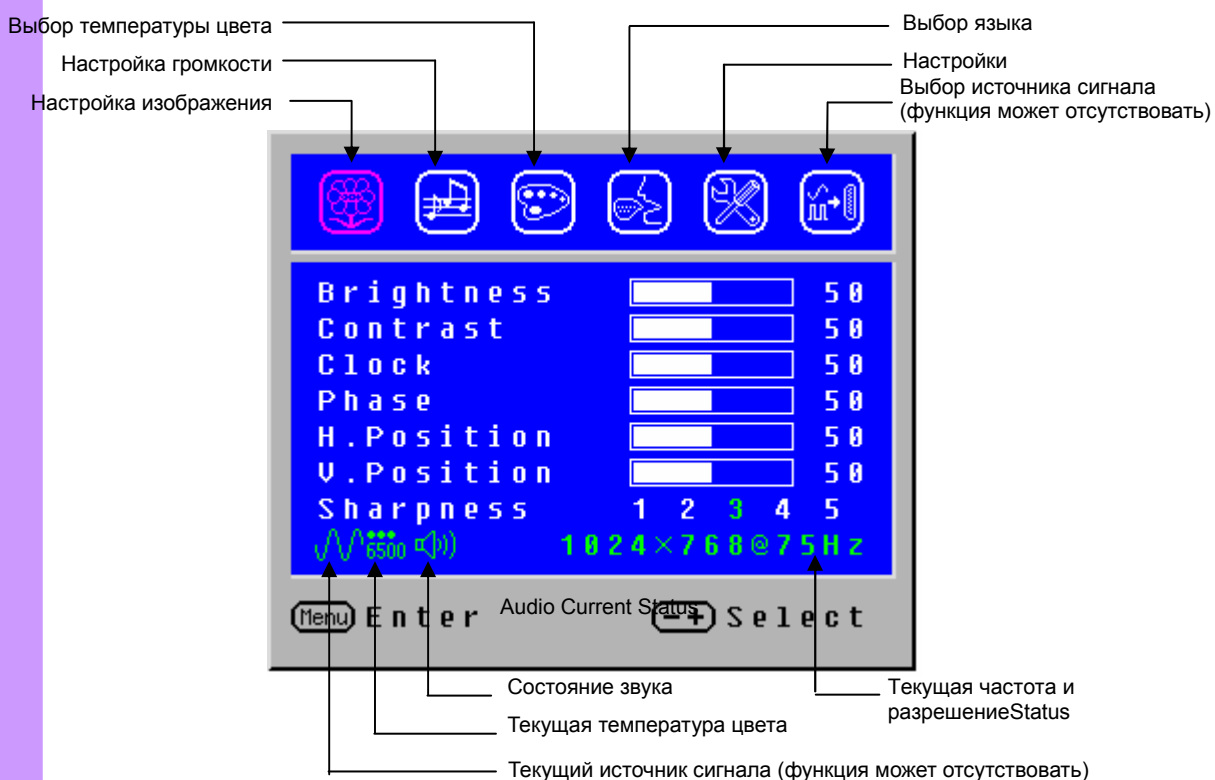 Выбор температуры цвета
Выбор языка
Настройка громкости
Настройки
Настройка изображения
Выбор источника сигнала
(функция может отсутствовать)
Brightness 50
Contrast 50
Clock 50
Phase 50
H.Position 50
V.Position 50
Sharpness 1 2 3 4 5
6500 1024×768@75Hz
Menu Enter Audio Current Status -+ Select
Состояние звука
Текущая частота и
разрешениеStatus
Текущая температура цвета
Текущий источник сигнала (функция может отсутствовать)